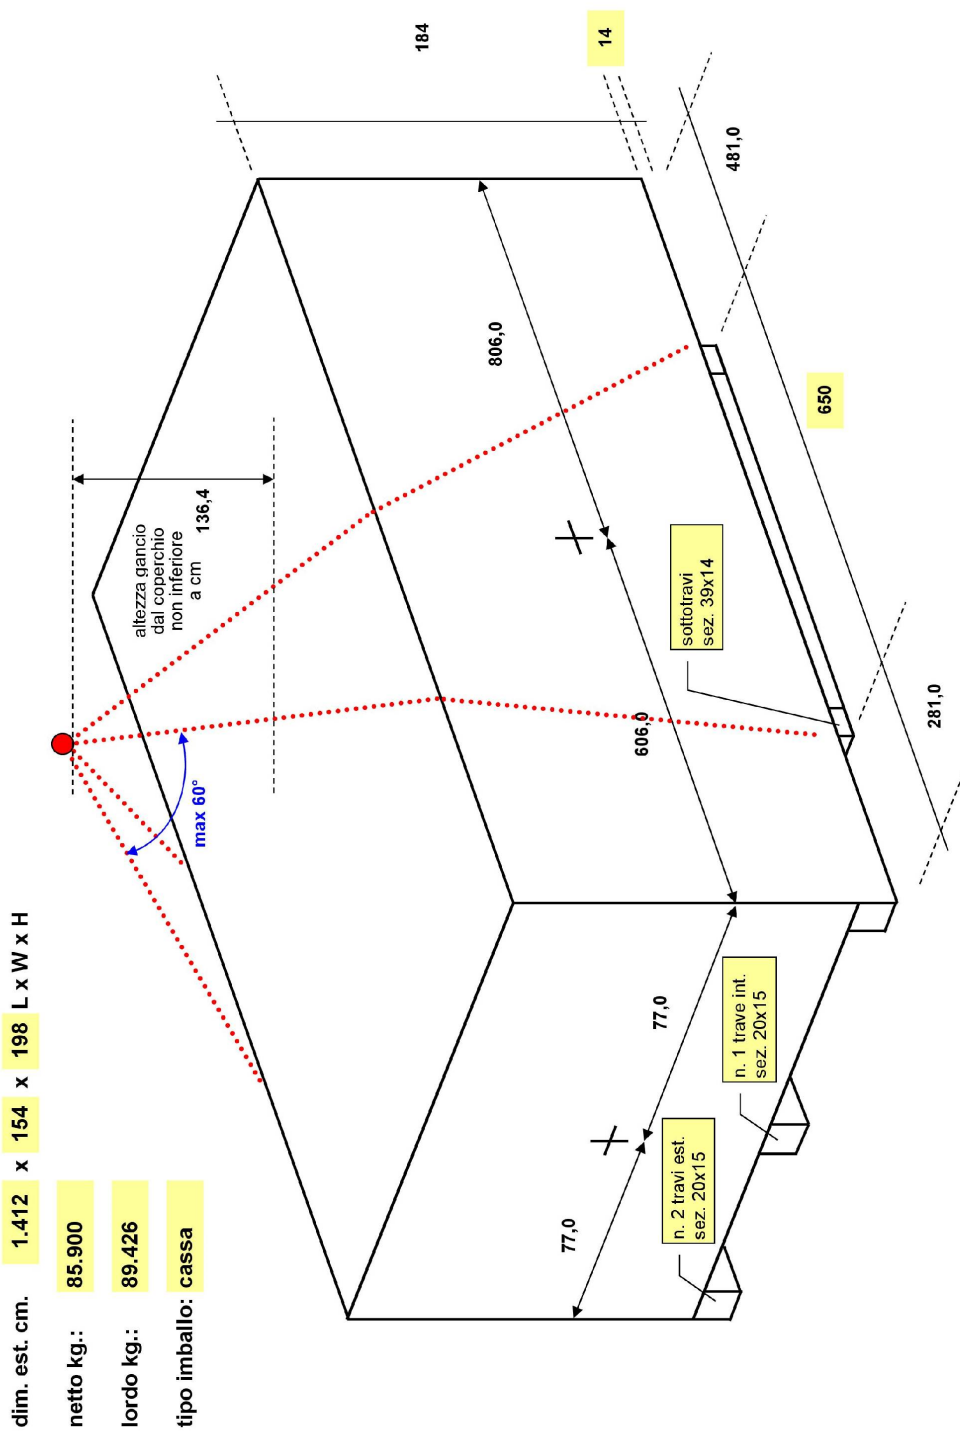 dim. est. cm. 1.412 x 154 x 198 L x W x H
netto kg.: 85.900
lordo kg.: 89.426
tipo imballo: cassa
altezza gancio
dal coperchio
non inferiore
a cm 136,4
max 60°
184
14
806,0
481,0
650
606,0
281,0
sottotravi
sez. 39x14
77,0
77,0
n. 1 trave int.
sez. 20x15
n. 2 travi est.
sez. 20x15